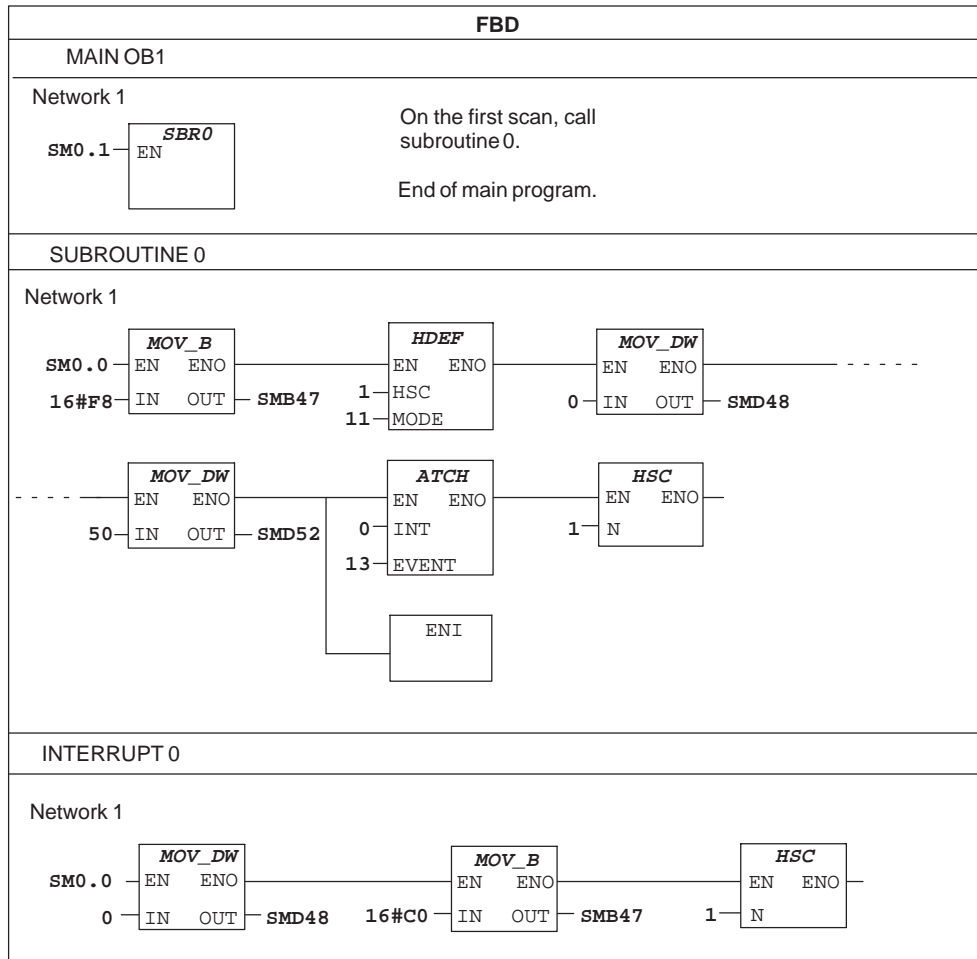 FBD
MAIN OB1
Network 1
SBR0
SM0.1 EN
On the first scan, call
subroutine 0.
End of main program.
SUBROUTINE 0
Network 1
MOV_B HDEF MOV_DW
SM0.0 EN ENO EN ENO EN ENO
16#F8 IN OUT SMB47 1 HSC 0 IN OUT SMD48
11 MODE
MOV_DW ATCH HSC
EN ENO EN ENO EN ENO
50 IN OUT SMD52 0 INT 1 N
13 EVENT
ENI
INTERRUPT 0
Network 1
MOV_DW MOV_B HSC
SM0.0 EN ENO EN ENO EN ENO
0 IN OUT SMD48 16#C0 IN OUT SMB47 1 N